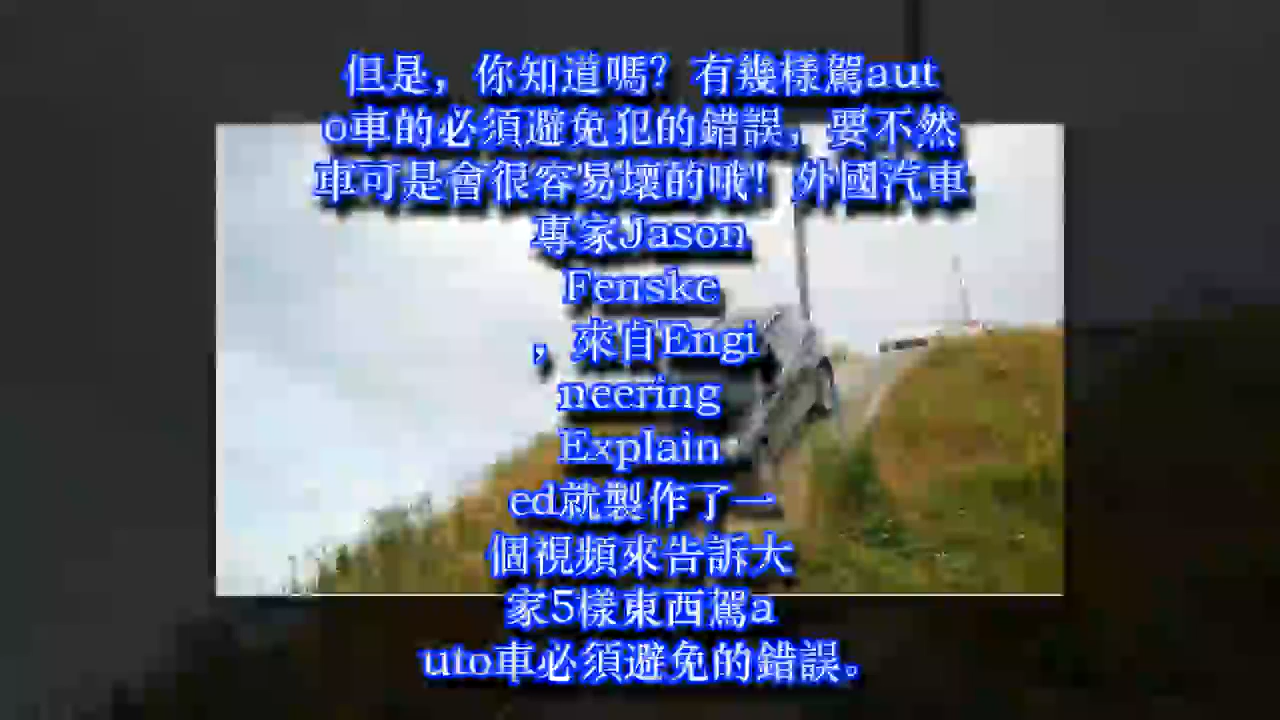 但是，你知道嗎？有幾樣駕aut
o車的必須避免犯的錯誤，要不然
車可是會很容易壞的哦！外國汽車
專家Jason
Fenske
，來自Engi
neering
Explain
ed就製作了一
個視頻來告訴大
家5樣東西駕a
uto車必須避免的錯誤。